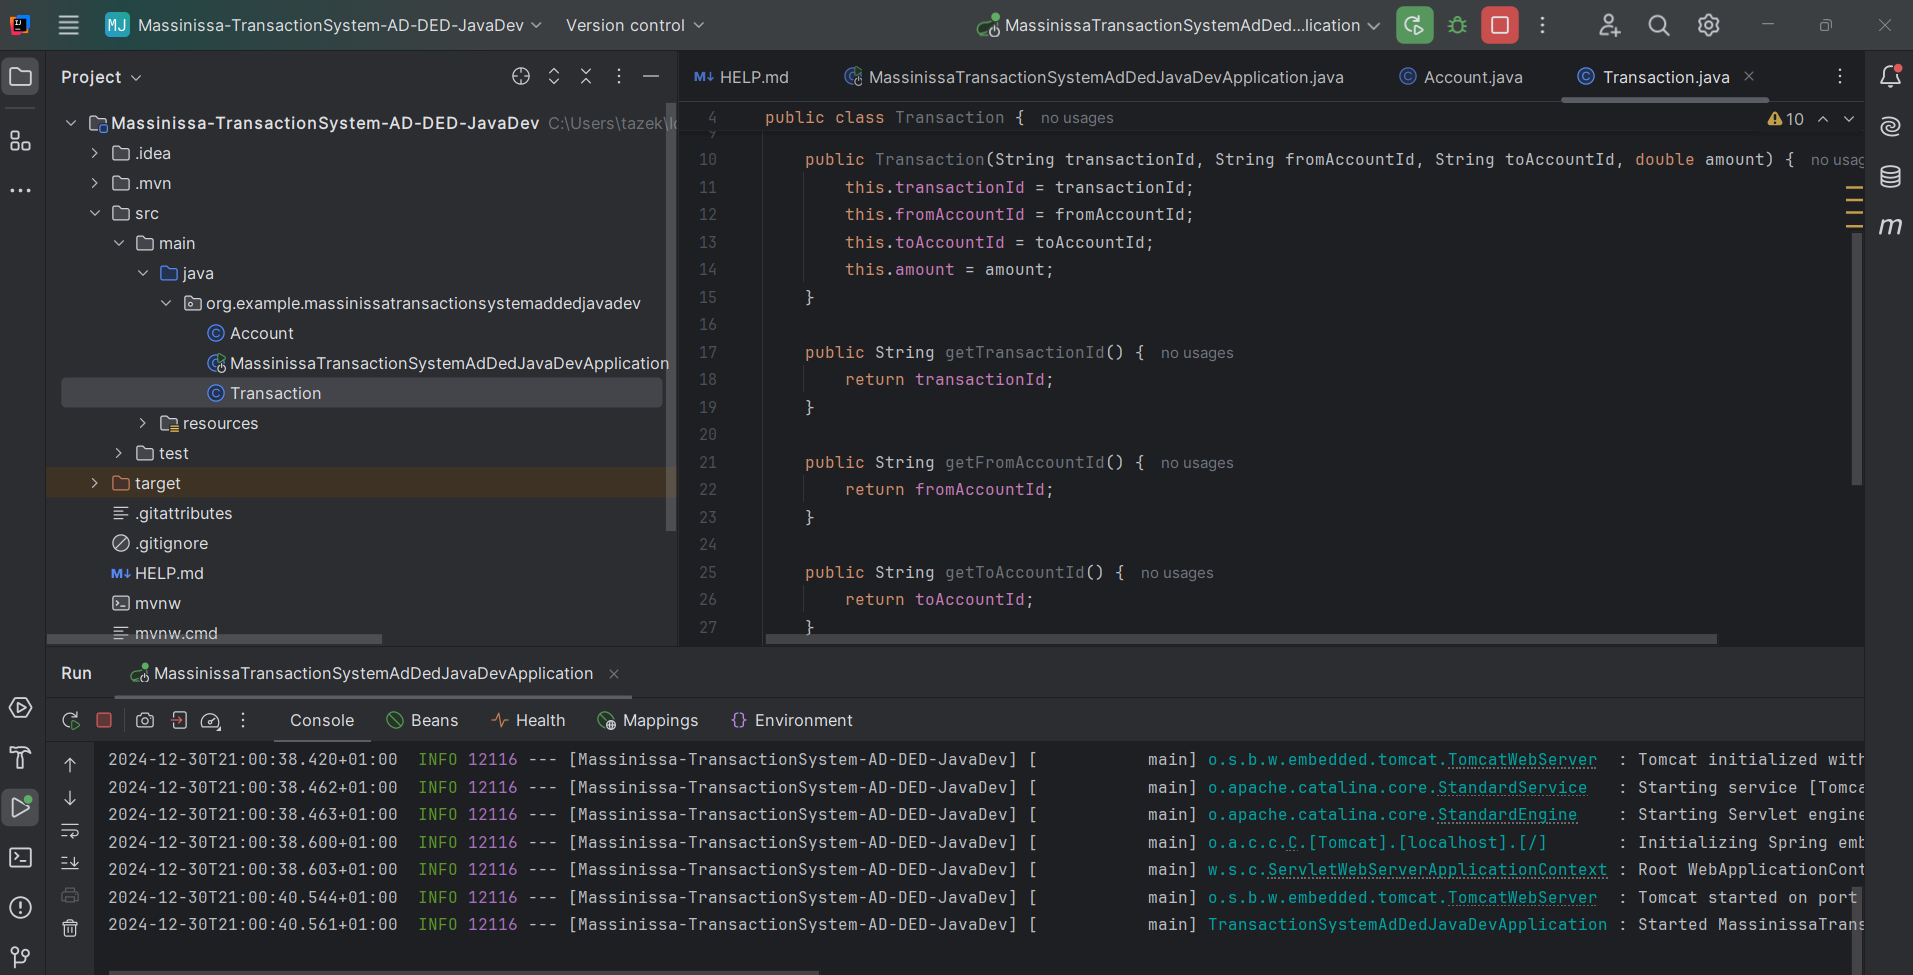 MJ Massinissa-TransactionSystem-AD-DED-JavaDev Version control MassinissaTransactionSystemAdDed...lication
Project
Massinissa-TransactionSystem-AD-DED-JavaDev C:\Users\tazek\Ic
.idea
.mvn
src
main
java
org.example.massinissatransactionsystemaddedjavadev
Account
MassinissaTransactionSystemAdDedJavaDevApplication
Transaction
resources
test
target
.gitattributes
.gitignore
M↓ HELP.md
mvnw
mvnw.cmd
M↓ HELP.md MassinissaTransactionSystemAdDedJavaDevApplication.java Account.java Transaction.java
4 public class Transaction { no usages
10
9
10 public Transaction(String transactionId, String fromAccountId, String toAccountId, double amount) { no usag
11 this.transactionId = transactionId;
12 this.fromAccountId = fromAccountId;
13 this.toAccountId = toAccountId;
14 this.amount = amount;
15 }
16
17 public String getTransactionId() { no usages
18 return transactionId;
19 }
20
21 public String getFromAccountId() { no usages
22 return fromAccountId;
23 }
24
25 public String getToAccountId() { no usages
26 return toAccountId;
27 }
m
Run MassinissaTransactionSystemAdDedJavaDevApplication
Console Beans Health Mappings Environment
2024-12-30T21:00:38.420+01:00 INFO 12116 --- [Massinissa-TransactionSystem-AD-DED-JavaDev] [ main] o.s.b.w.embedded.tomcat.TomcatWebServer : Tomcat initialized with
2024-12-30T21:00:38.462+01:00 INFO 12116 --- [Massinissa-TransactionSystem-AD-DED-JavaDev] [ main] o.apache.catalina.core.StandardService : Starting service [Tomca
2024-12-30T21:00:38.463+01:00 INFO 12116 --- [Massinissa-TransactionSystem-AD-DED-JavaDev] [ main] o.apache.catalina.core.StandardEngine : Starting Servlet engine
2024-12-30T21:00:38.600+01:00 INFO 12116 --- [Massinissa-TransactionSystem-AD-DED-JavaDev] [ main] o.a.c.c.C.[Tomcat].[localhost].[/] : Initializing Spring emb
2024-12-30T21:00:38.603+01:00 INFO 12116 --- [Massinissa-TransactionSystem-AD-DED-JavaDev] [ main] w.s.c.ServletWebServerApplicationContext : Root WebApplicationCont
2024-12-30T21:00:40.544+01:00 INFO 12116 --- [Massinissa-TransactionSystem-AD-DED-JavaDev] [ main] o.s.b.w.embedded.tomcat.TomcatWebServer : Tomcat started on port
2024-12-30T21:00:40.561+01:00 INFO 12116 --- [Massinissa-TransactionSystem-AD-DED-JavaDev] [ main] TransactionSystemAdDedJavaDevApplication : Started MassinissaTrans